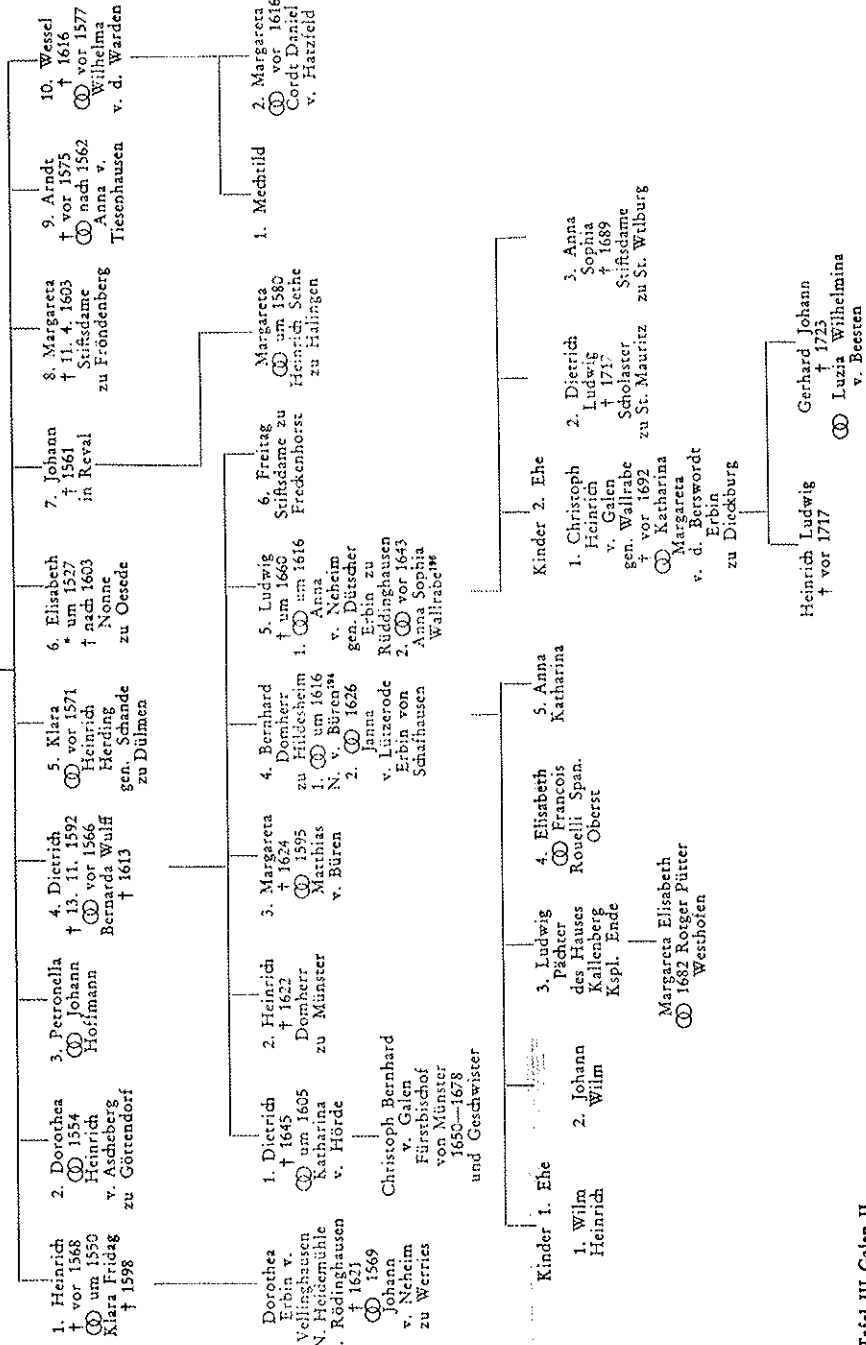 1. Heinrich
† vor 1568
⚭ um 1550
Klara Fridag
† 1598
2. Dorothea
⚭ 1554
Heinrich
v. Ascheberg
zu Göttendorf
3. Petronella
⚭ Johann
Hoffmann
4. Dietrich
† 13. 11. 1592
⚭ vor 1566
Bernarda Wulff
† 1613
5. Klara
⚭ vor 1571
Heinrich
Herding
gen. Schande
zu Dülmen
6. Elisabeth
* um 1527
† nach 1603
Nonne
zu Oesede
7. Johann
† 1561
in Reval
8. Margareta
† 11. 4. 1603
Stiftsdame
zu Fröndenberg
9. Arndt
† vor 1575
⚭ nach 1562
Anna v.
Tiesenhausen
10. Wessel
† 1616
⚭ vor 1577
Wilhelma
v. d. Warden
Dorothea
Erbin v.
Vellinghausen
N. Heidemühle
. Rödinghausen
† 1621
⚭ 1569
Johann
v. Neheim
zu Werries
1. Dietrich
† 1645
⚭ um 1605
Katharina
v. Hörde
2. Heinrich
† 1622
Domherr
zu Münster
3. Margareta
† 1624
⚭ 1595
Matthias
v. Büren
4. Bernhard
Domherr
zu Hildesheim
1. ⚭ um 1616
N. v. Büren¹⁹⁴
2. ⚭ 1626
Janna
v. Lützerode
Erbin von
Schafhausen
5. Ludwig
† um 1660
1. ⚭ um 1616
Anna
v. Neheim
gen. Dütscher
Erbin zu
Rüddinghausen
2. ⚭ vor 1643
Anna Sophia
Wallrabe¹⁹⁶
6. Freitag
Stiftsdame zu
Freckenhorst
Margareta
⚭ um 1580
Heinrich Sethe
zu Halingen
1. Mechtild
2. Margareta
⚭ vor 1616
Cordt Daniel
v. Hatzfeld
Christoph Bernhard
v. Galen
Fürstbischof
von Münster
1650—1678
und Geschwister
Kinder 2. Ehe
1. Christoph
Heinrich
v. Galen
gen. Wallrabe
† vor 1692
⚭ Katharina
Margareta
v. d. Berswordt
Erbin
zu Dieckburg
2. Dietrich
Ludwig
† 1717
Scholaster
zu St. Mauritz
3. Anna
Sophia
† 1689
Stiftsdame
zu St. Walburg
Kinder 1. Ehe
1. Wilm
Heinrich
2. Johann
Wilm
3. Ludwig
Pächter
des Hauses
Kallenberg
Kspl. Ende
4. Elisabeth
⚭ Francois
Rouelli Span.
Oberst
5. Anna
Katharina
Margareta Elisabeth
⚭ 1682 Rotger Pütter
Westhofen
Heinrich Ludwig
† vor 1717
Gerhard Johann
† 1723
⚭ Luzia Wilhelmina
v. Beesten
Tafel III Galen II